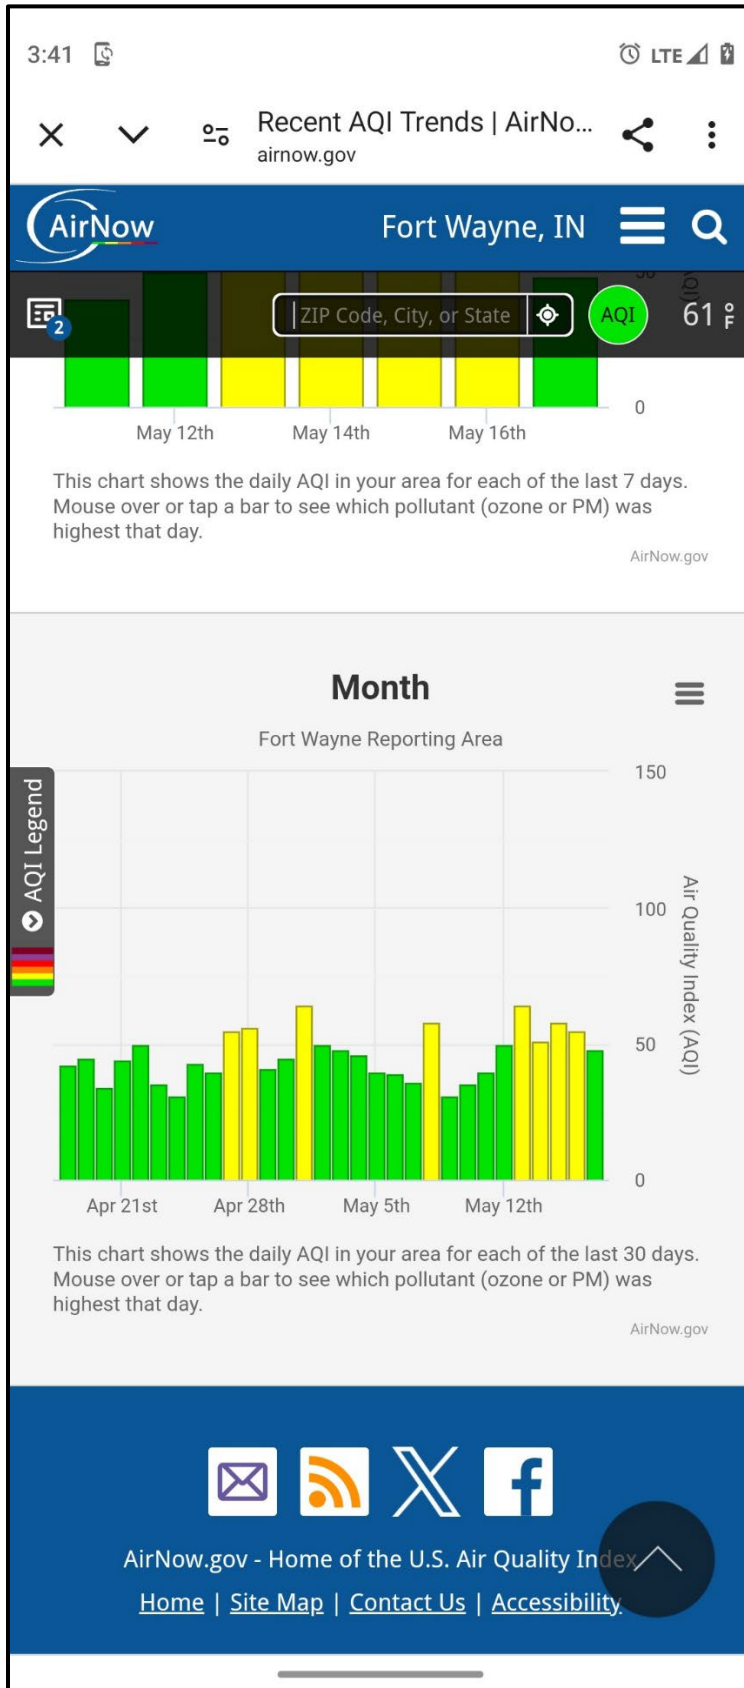 3:41
LTE
Recent AQI Trends | AirNo...
airnow.gov
AirNow
Fort Wayne, IN
2
ZIP Code, City, or State
AQI
61 °F
0
May 12th
May 14th
May 16th
This chart shows the daily AQI in your area for each of the last 7 days.
Mouse over or tap a bar to see which pollutant (ozone or PM) was
highest that day.
AirNow.gov
Month
Fort Wayne Reporting Area
AQI Legend
150
100
50
0
Air Quality Index (AQI)
Apr 21st
Apr 28th
May 5th
May 12th
This chart shows the daily AQI in your area for each of the last 30 days.
Mouse over or tap a bar to see which pollutant (ozone or PM) was
highest that day.
AirNow.gov
AirNow.gov - Home of the U.S. Air Quality Index
Home | Site Map | Contact Us | Accessibility